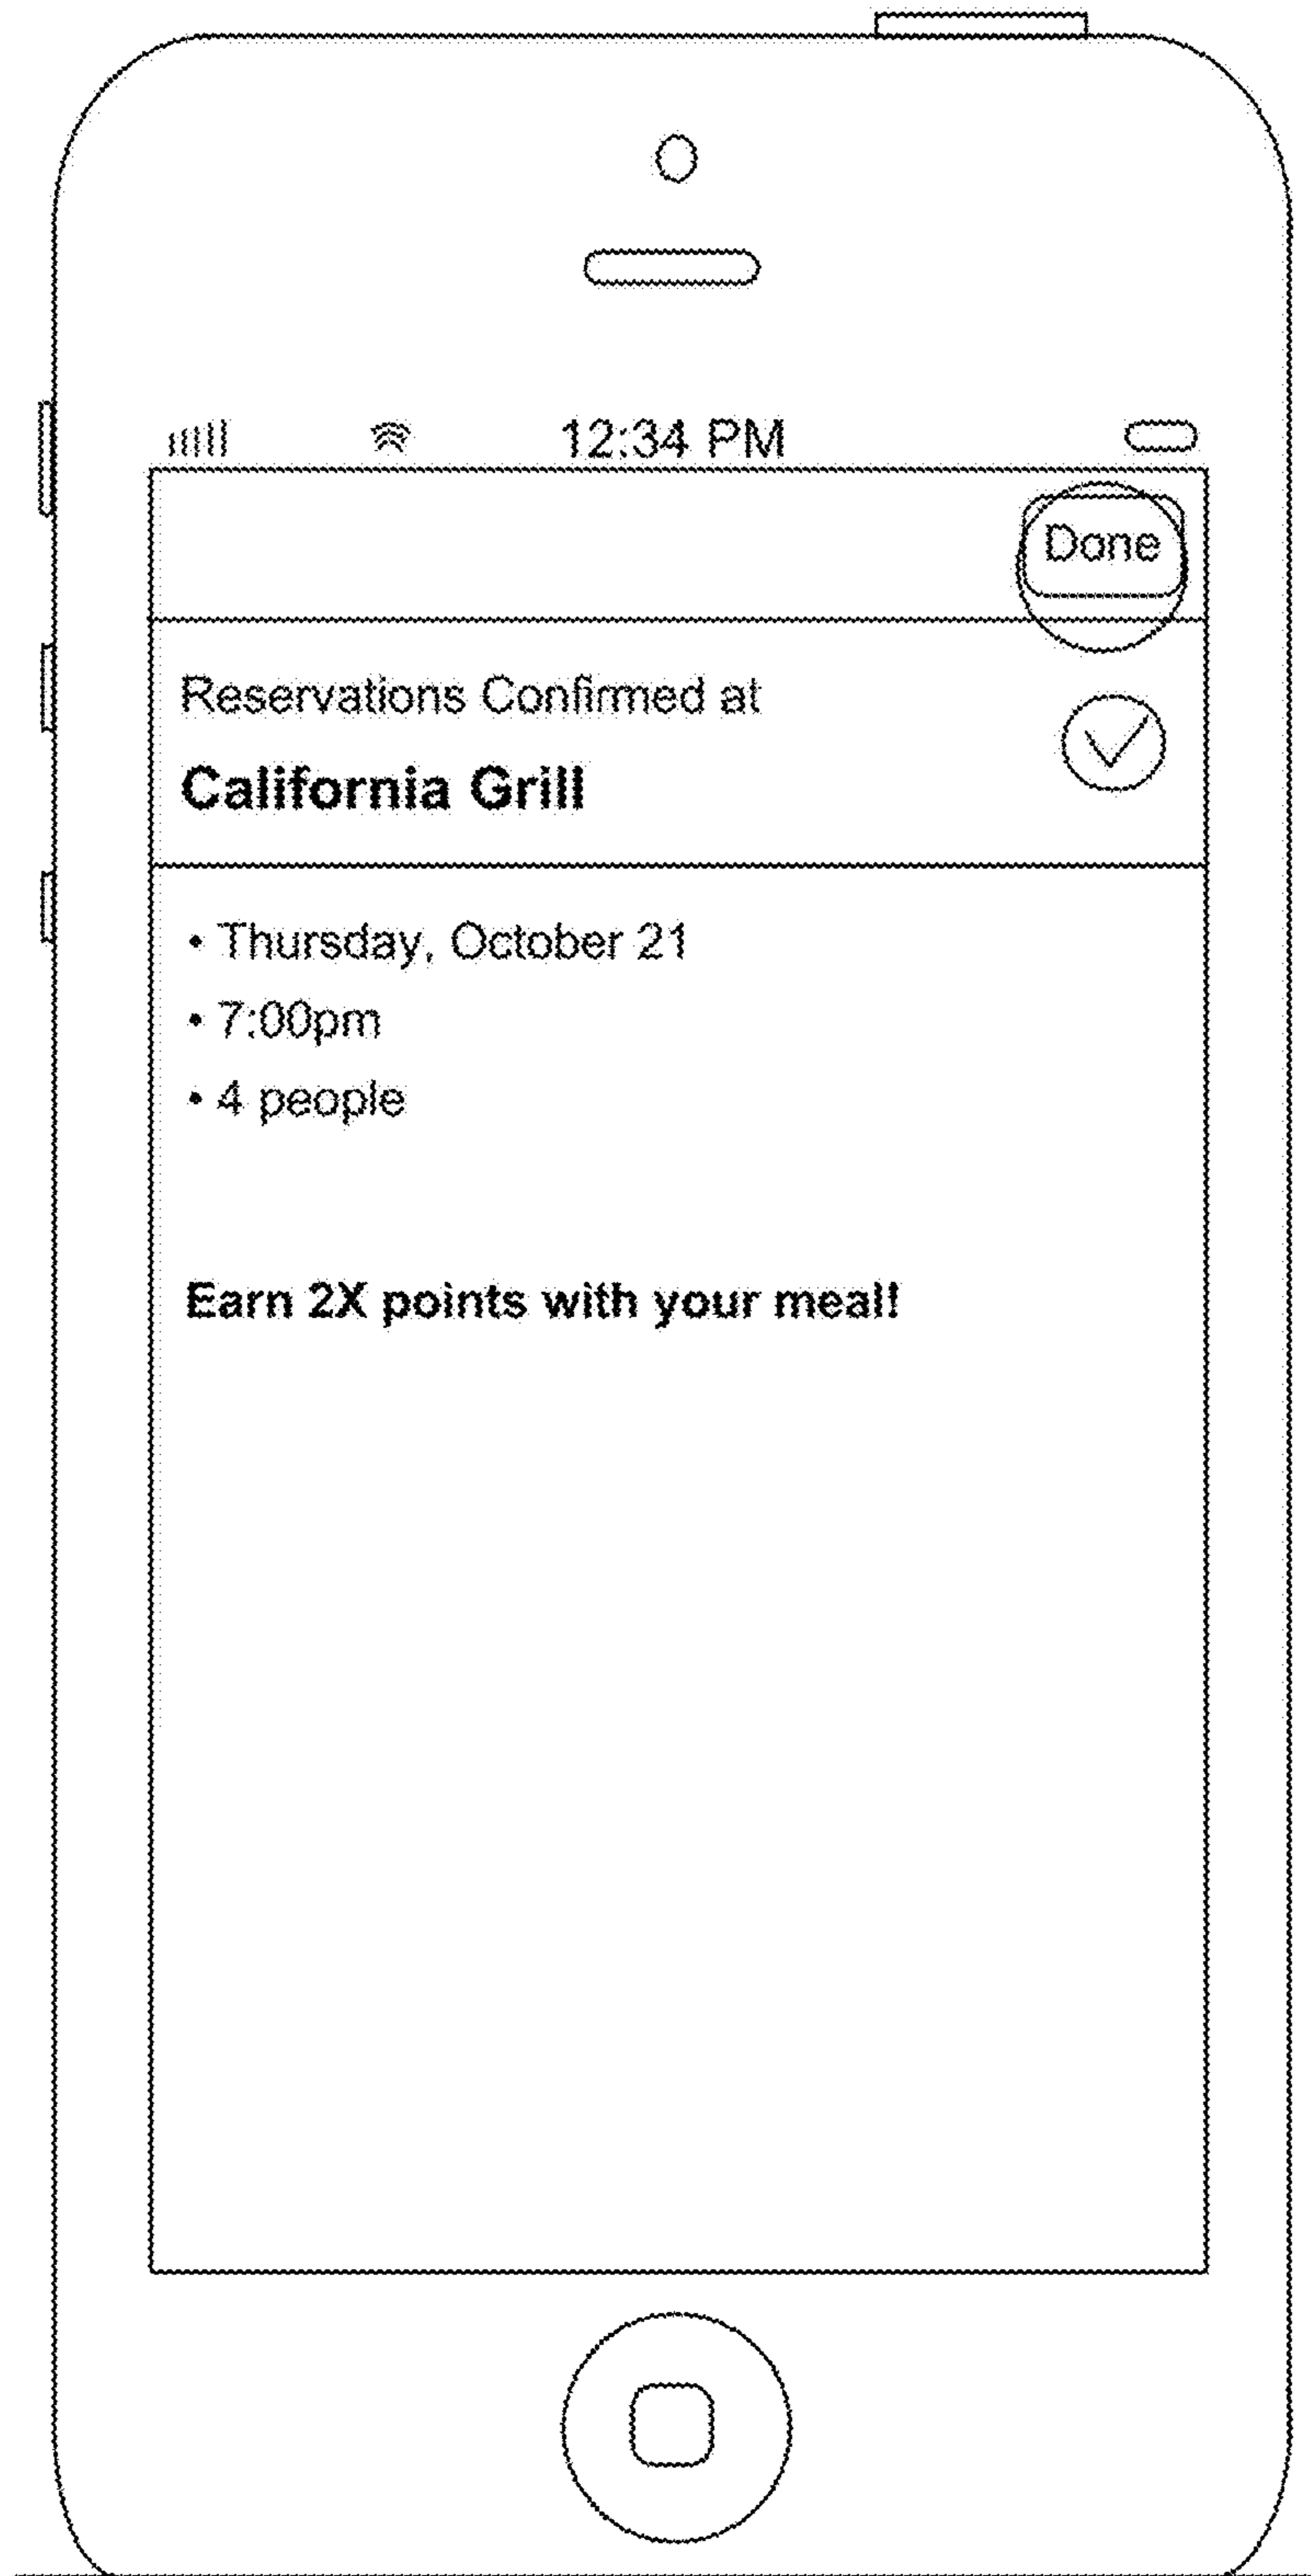 12:34 PM
Done
Reservations Confirmed at
California Grill
• Thursday, October 21
• 7:00pm
• 4 people
Earn 2X points with your meal!